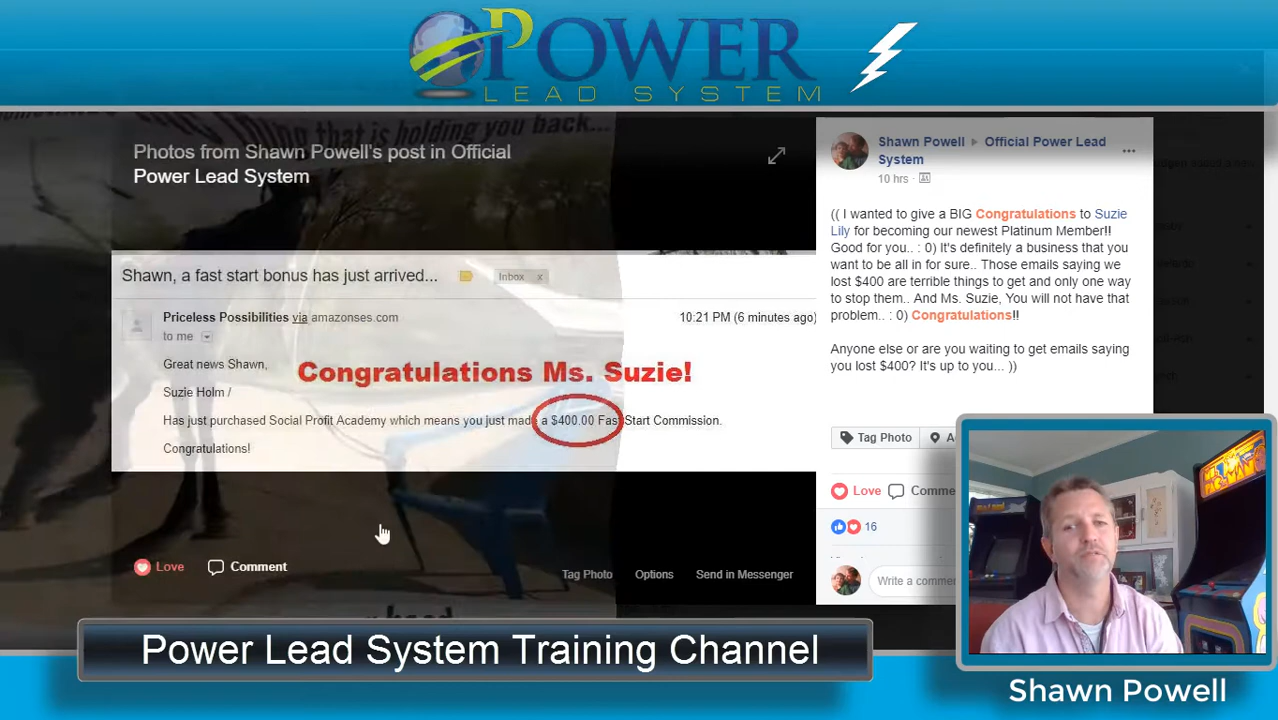 POWER
LEAD SYSTEM
thing that is holding you back...
Photos from Shawn Powell's post in Official
Power Lead System
Shawn, a fast start bonus has just arrived...
Inbox x
Priceless Possibilities via amazonses.com
10:21 PM (6 minutes ago)
to me
Great news Shawn,
Congratulations Ms. Suzie!
Suzie Holm /
Has just purchased Social Profit Academy which means you just made a $400.00 Fast Start Commission.
Congratulations!
Love Comment
Tag Photo Options Send in Messenger
Shawn Powell ▸ Official Power Lead
System
10 hrs ·
(( I wanted to give a BIG Congratulations to Suzie
Lily for becoming our newest Platinum Member!!
Good for you.. : 0) It's definitely a business that you
want to be all in for sure.. Those emails saying we
lost $400 are terrible things to get and only one way
to stop them.. And Ms. Suzie, You will not have that
problem.. : 0) Congratulations!!
Anyone else or are you waiting to get emails saying
you lost $400? It's up to you... ))
Tag Photo
Love Comme
16
Write a comme
Power Lead System Training Channel
Shawn Powell